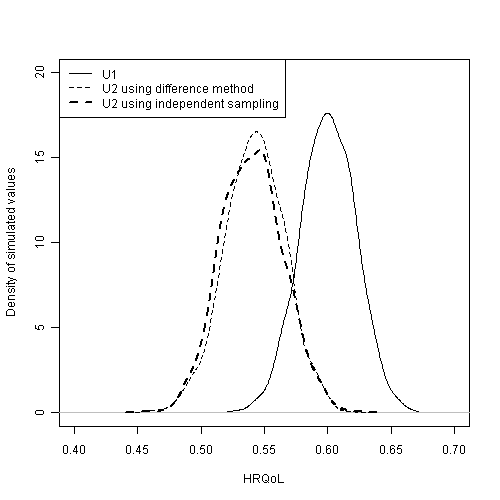 U1
U2 using difference method
U2 using independent sampling
Density of simulated values
20
15
10
5
0
0.40 0.45 0.50 0.55 0.60 0.65 0.70
HRQoL